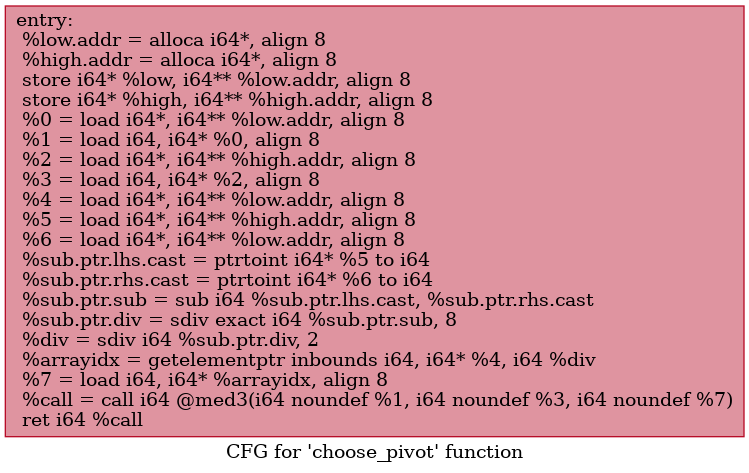 entry:
%low.addr = alloca i64*, align 8
%high.addr = alloca i64*, align 8
store i64* %low, i64** %low.addr, align 8
store i64* %high, i64** %high.addr, align 8
%0 = load i64*, i64** %low.addr, align 8
%1 = load i64, i64* %0, align 8
%2 = load i64*, i64** %high.addr, align 8
%3 = load i64, i64* %2, align 8
%4 = load i64*, i64** %low.addr, align 8
%5 = load i64*, i64** %high.addr, align 8
%6 = load i64*, i64** %low.addr, align 8
%sub.ptr.lhs.cast = ptrtoint i64* %5 to i64
%sub.ptr.rhs.cast = ptrtoint i64* %6 to i64
%sub.ptr.sub = sub i64 %sub.ptr.lhs.cast, %sub.ptr.rhs.cast
%sub.ptr.div = sdiv exact i64 %sub.ptr.sub, 8
%div = sdiv i64 %sub.ptr.div, 2
%arrayidx = getelementptr inbounds i64, i64* %4, i64 %div
%7 = load i64, i64* %arrayidx, align 8
%call = call i64 @med3(i64 noundef %1, i64 noundef %3, i64 noundef %7)
ret i64 %call
CFG for 'choose_pivot' function